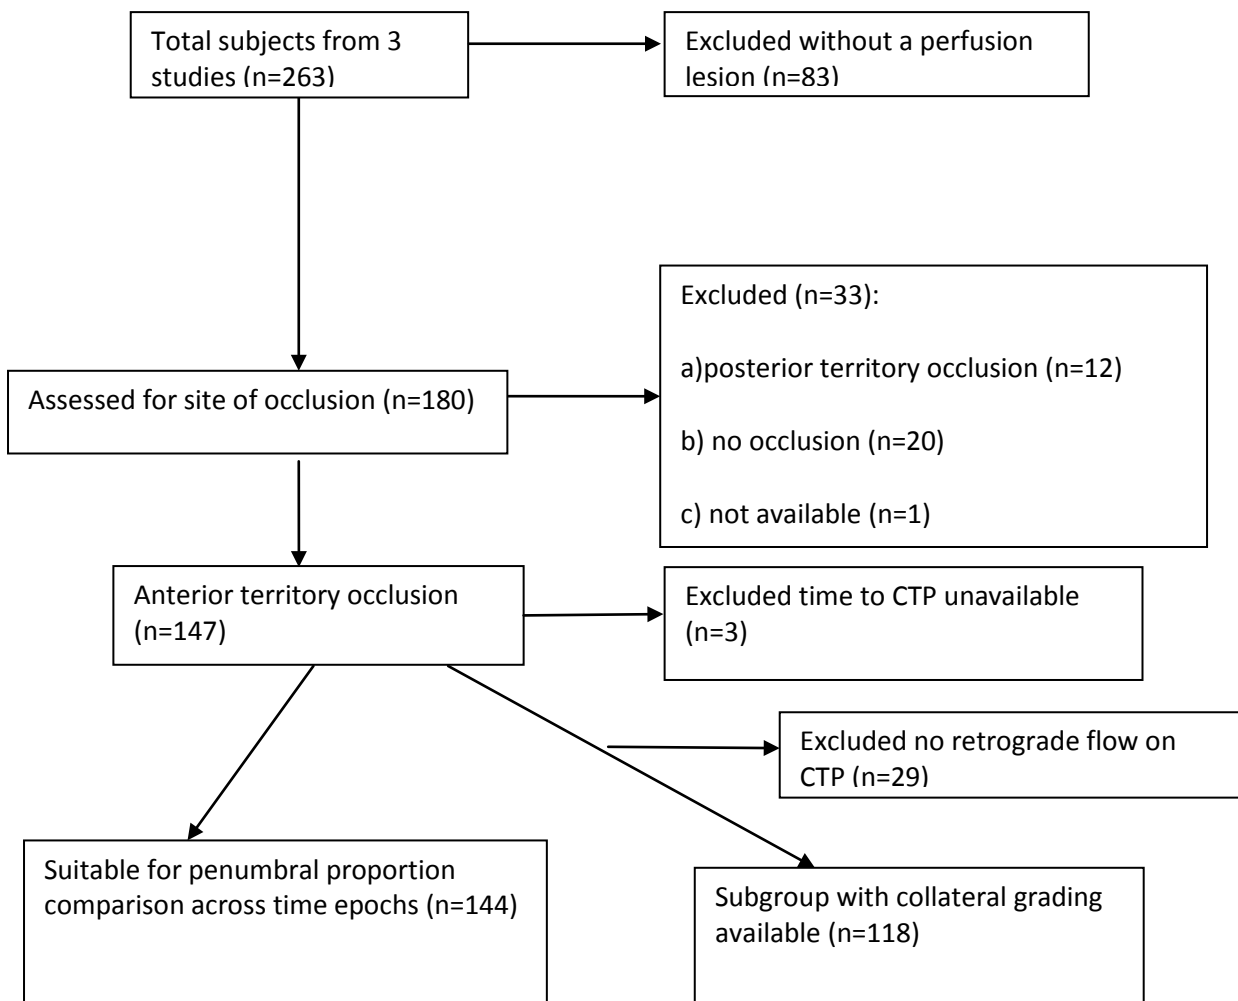 Total subjects from 3
studies (n=263)
Excluded without a perfusion
lesion (n=83)
Excluded (n=33):
a)posterior territory occlusion (n=12)
b) no occlusion (n=20)
c) not available (n=1)
Assessed for site of occlusion (n=180)
Anterior territory occlusion
(n=147)
Excluded time to CTP unavailable
(n=3)
Excluded no retrograde flow on
CTP (n=29)
Suitable for penumbral proportion
comparison across time epochs (n=144)
Subgroup with collateral grading
available (n=118)